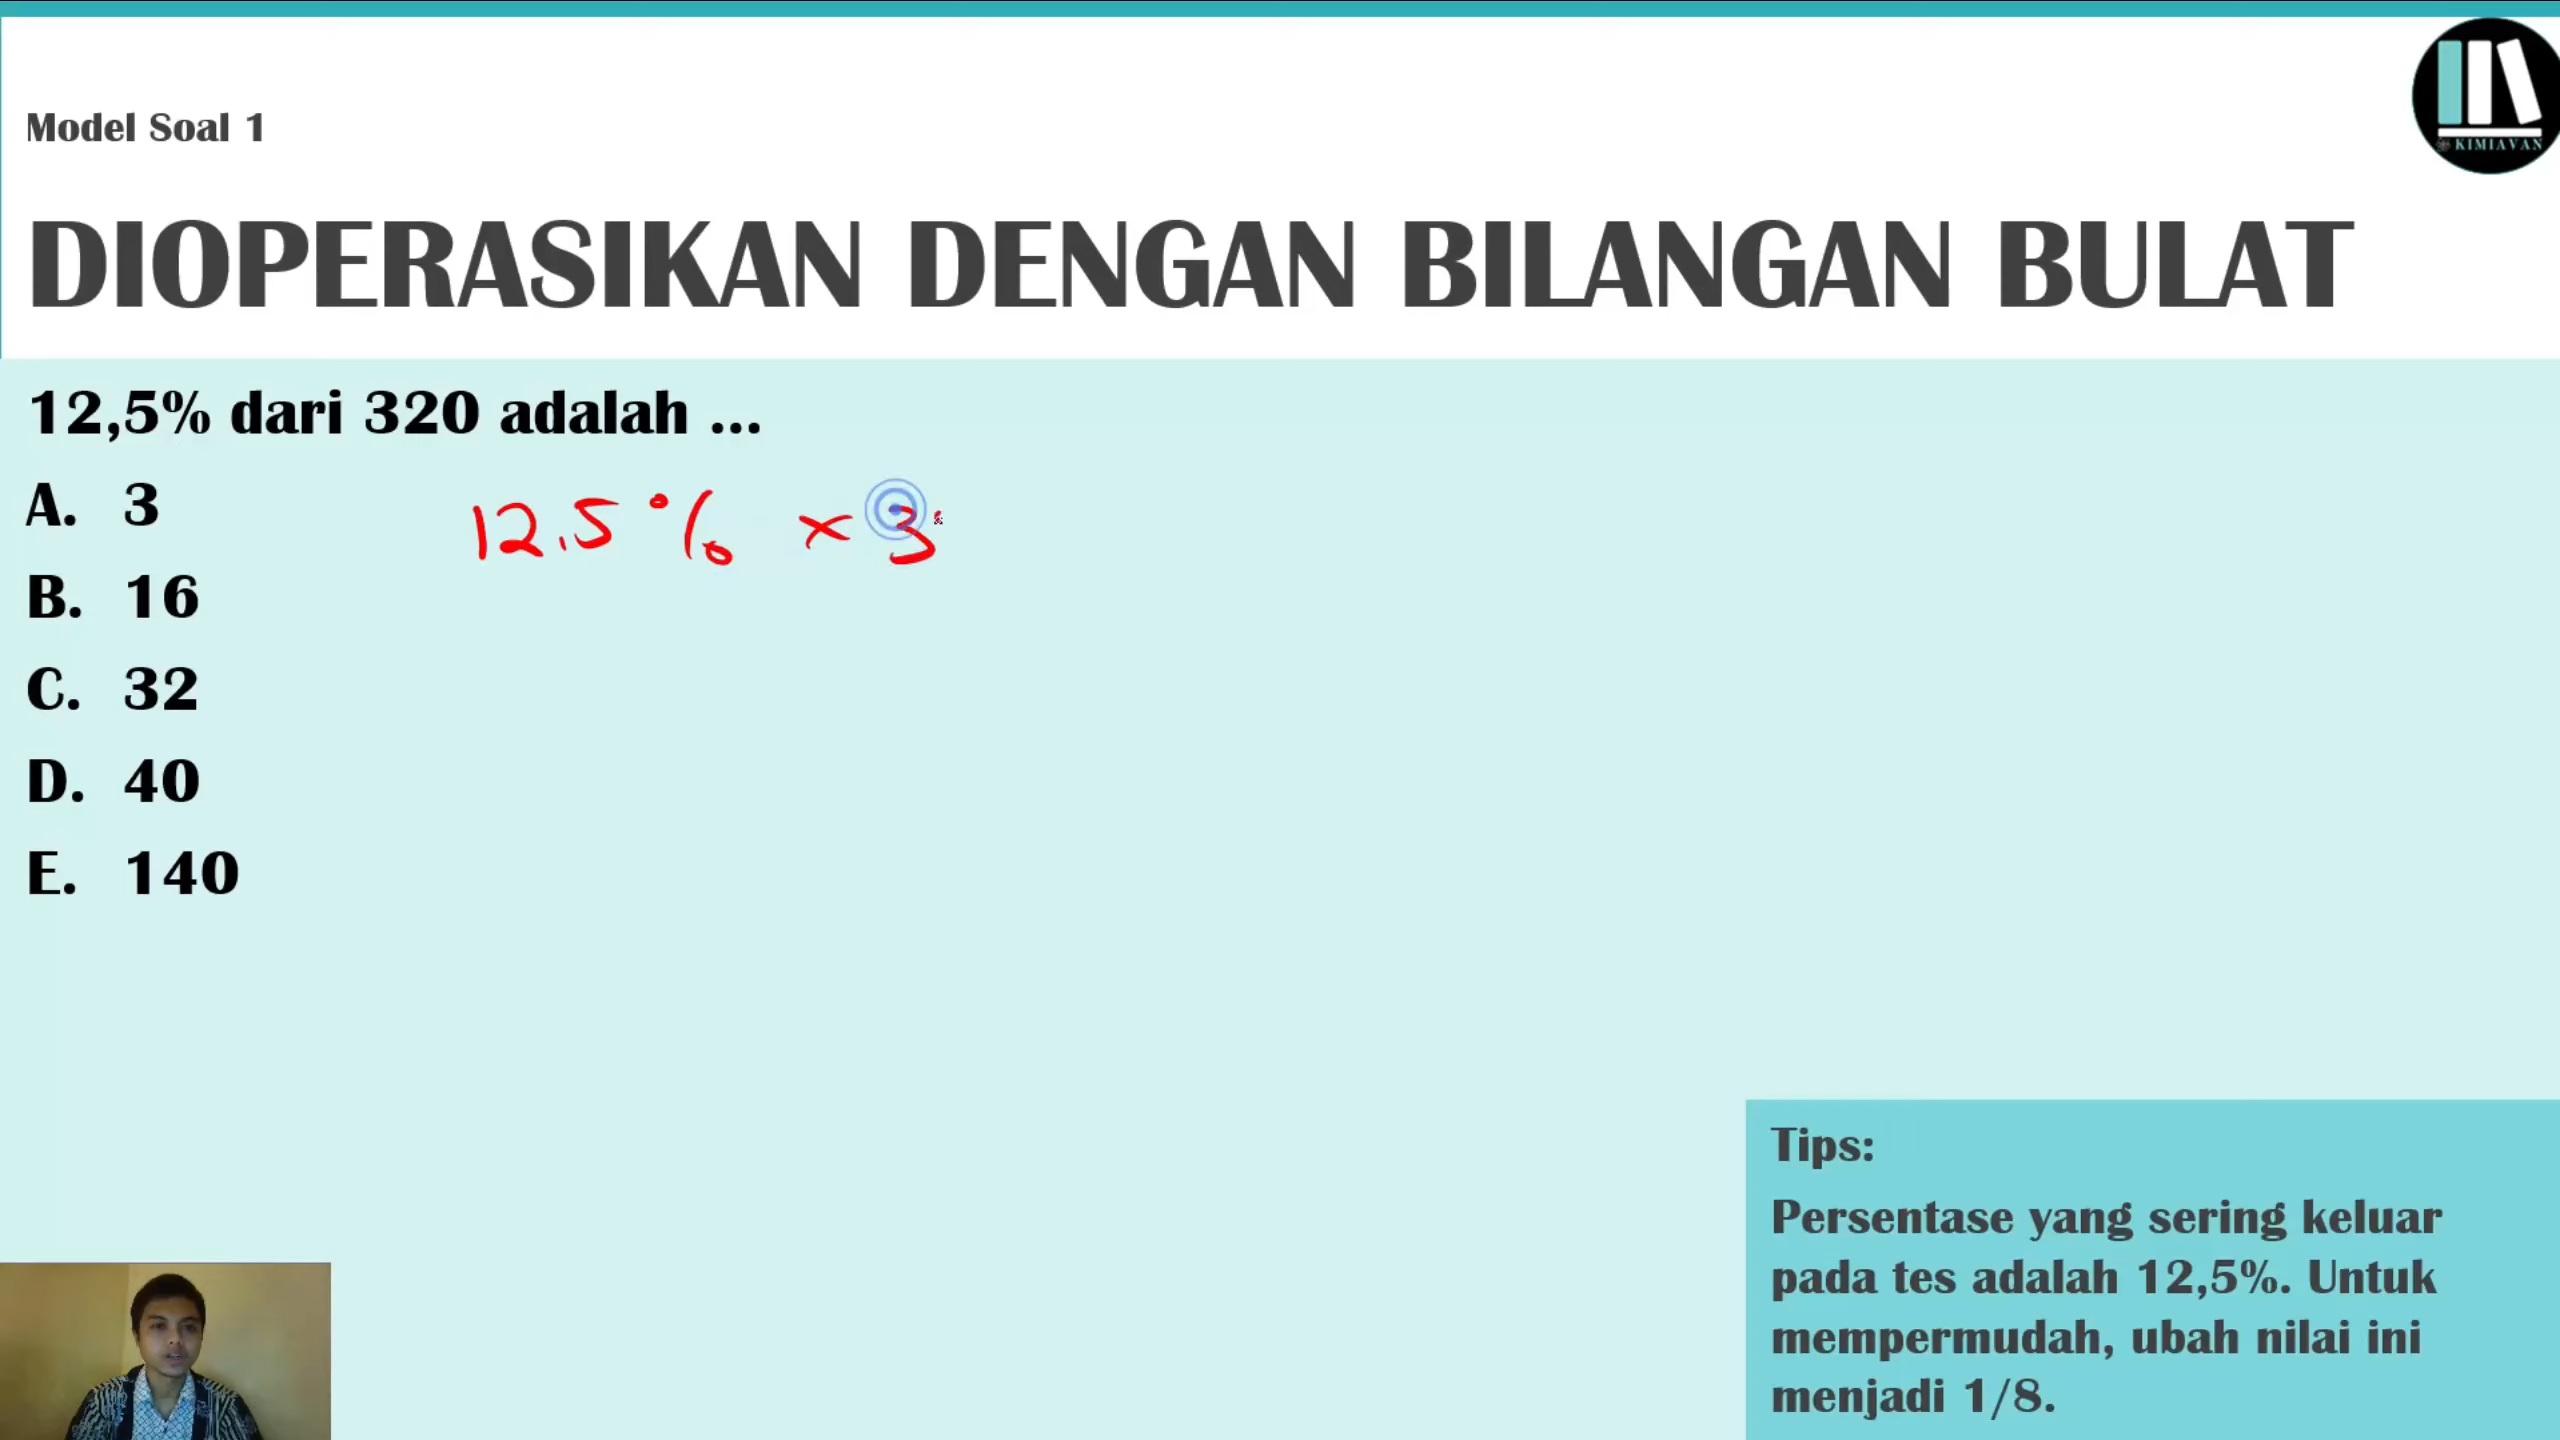 Model Soal 1
KIMIAVAN
DIOPERASIKAN DENGAN BILANGAN BULAT
12,5% dari 320 adalah ...
A. 3
12.5% × 3
B. 16
C. 32
D. 40
E. 140
Tips:
Persentase yang sering keluar
pada tes adalah 12,5%. Untuk
mempermudah, ubah nilai ini
menjadi 1/8.